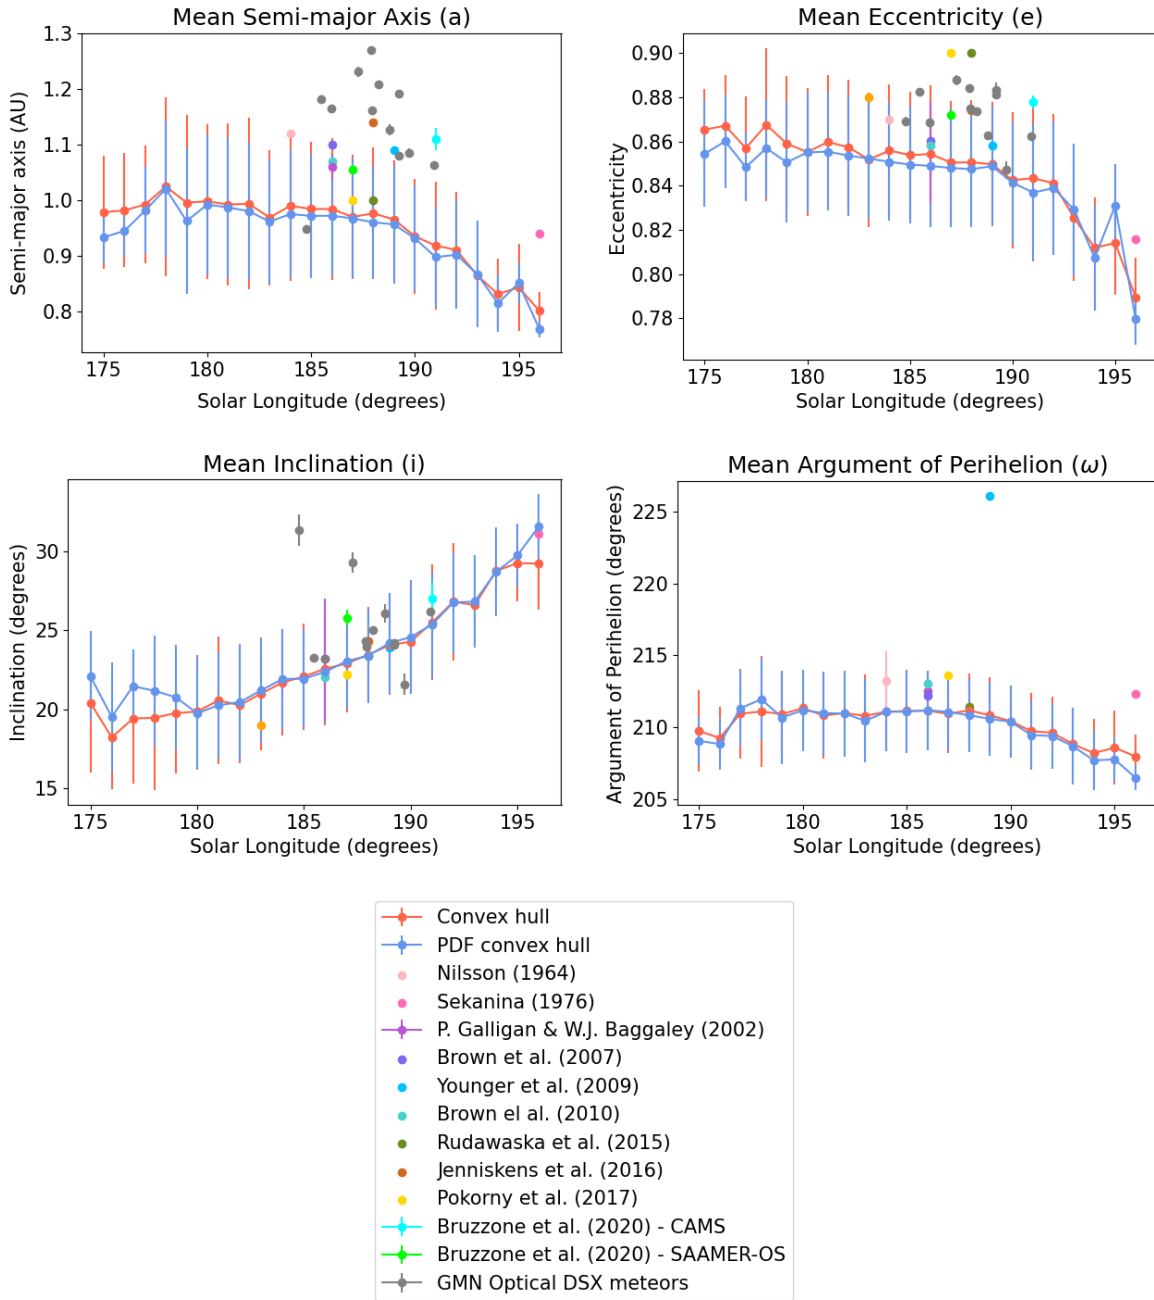 Mean Semi-major Axis (a)
Semi-major axis (AU)
1.3
1.2
1.1
1.0
0.9
0.8
175 180 185 190 195
Solar Longitude (degrees)
Mean Eccentricity (e)
Eccentricity
0.90
0.88
0.86
0.84
0.82
0.80
0.78
175 180 185 190 195
Solar Longitude (degrees)
Mean Inclination (i)
Inclination (degrees)
30
25
20
15
175 180 185 190 195
Solar Longitude (degrees)
Mean Argument of Perihelion (ω)
Argument of Perihelion (degrees)
225
220
215
210
205
175 180 185 190 195
Solar Longitude (degrees)
Convex hull
PDF convex hull
Nilsson (1964)
Sekanina (1976)
P. Galligan & W.J. Baggaley (2002)
Brown et al. (2007)
Younger et al. (2009)
Brown el al. (2010)
Rudawaska et al. (2015)
Jenniskens et al. (2016)
Pokorny et al. (2017)
Bruzzone et al. (2020) - CAMS
Bruzzone et al. (2020) - SAAMER-OS
GMN Optical DSX meteors